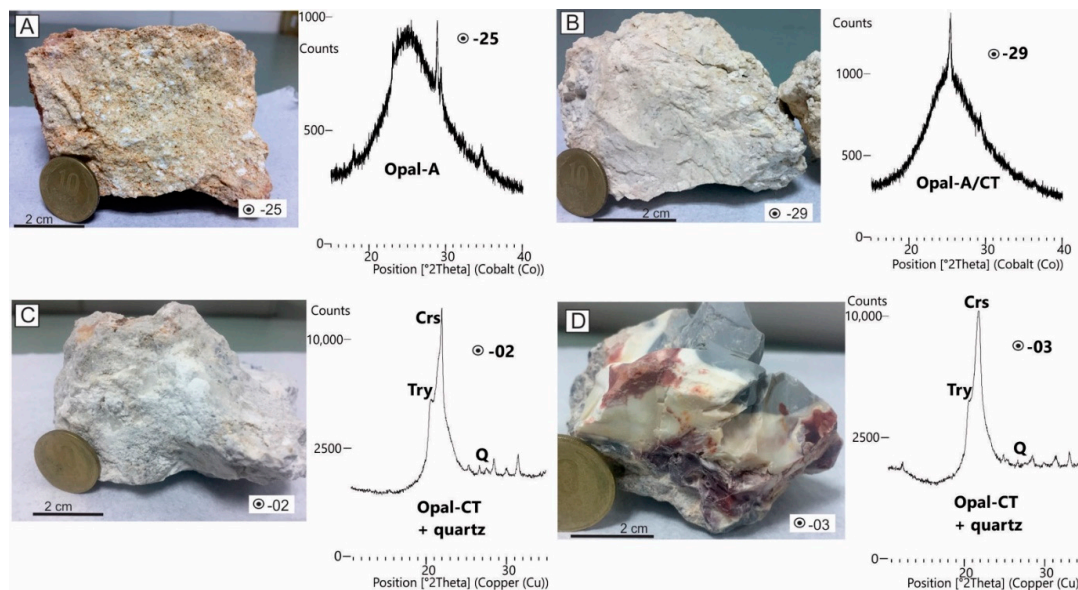 A
1000
Counts
⊙ -25
500
Opal-A
10
2 cm
⊙ -25
0
20
30
40
Position [°2Theta] (Cobalt (Co))
B
Counts
⊙ -29
1000
500
Opal-A/CT
10
2 cm
⊙ -29
0
20
30
40
Position [°2Theta] (Cobalt (Co))
C
Counts
Crs
10,000
⊙ -02
Try
2500
Q
2 cm
⊙ -02
Opal-CT
+ quartz
0
20
30
Position [°2Theta] (Copper (Cu))
D
Counts
Crs
10,000
⊙ -03
Try
2500
Q
2 cm
⊙ -03
Opal-CT
+ quartz
0
20
30
Position [°2Theta] (Copper (Cu)